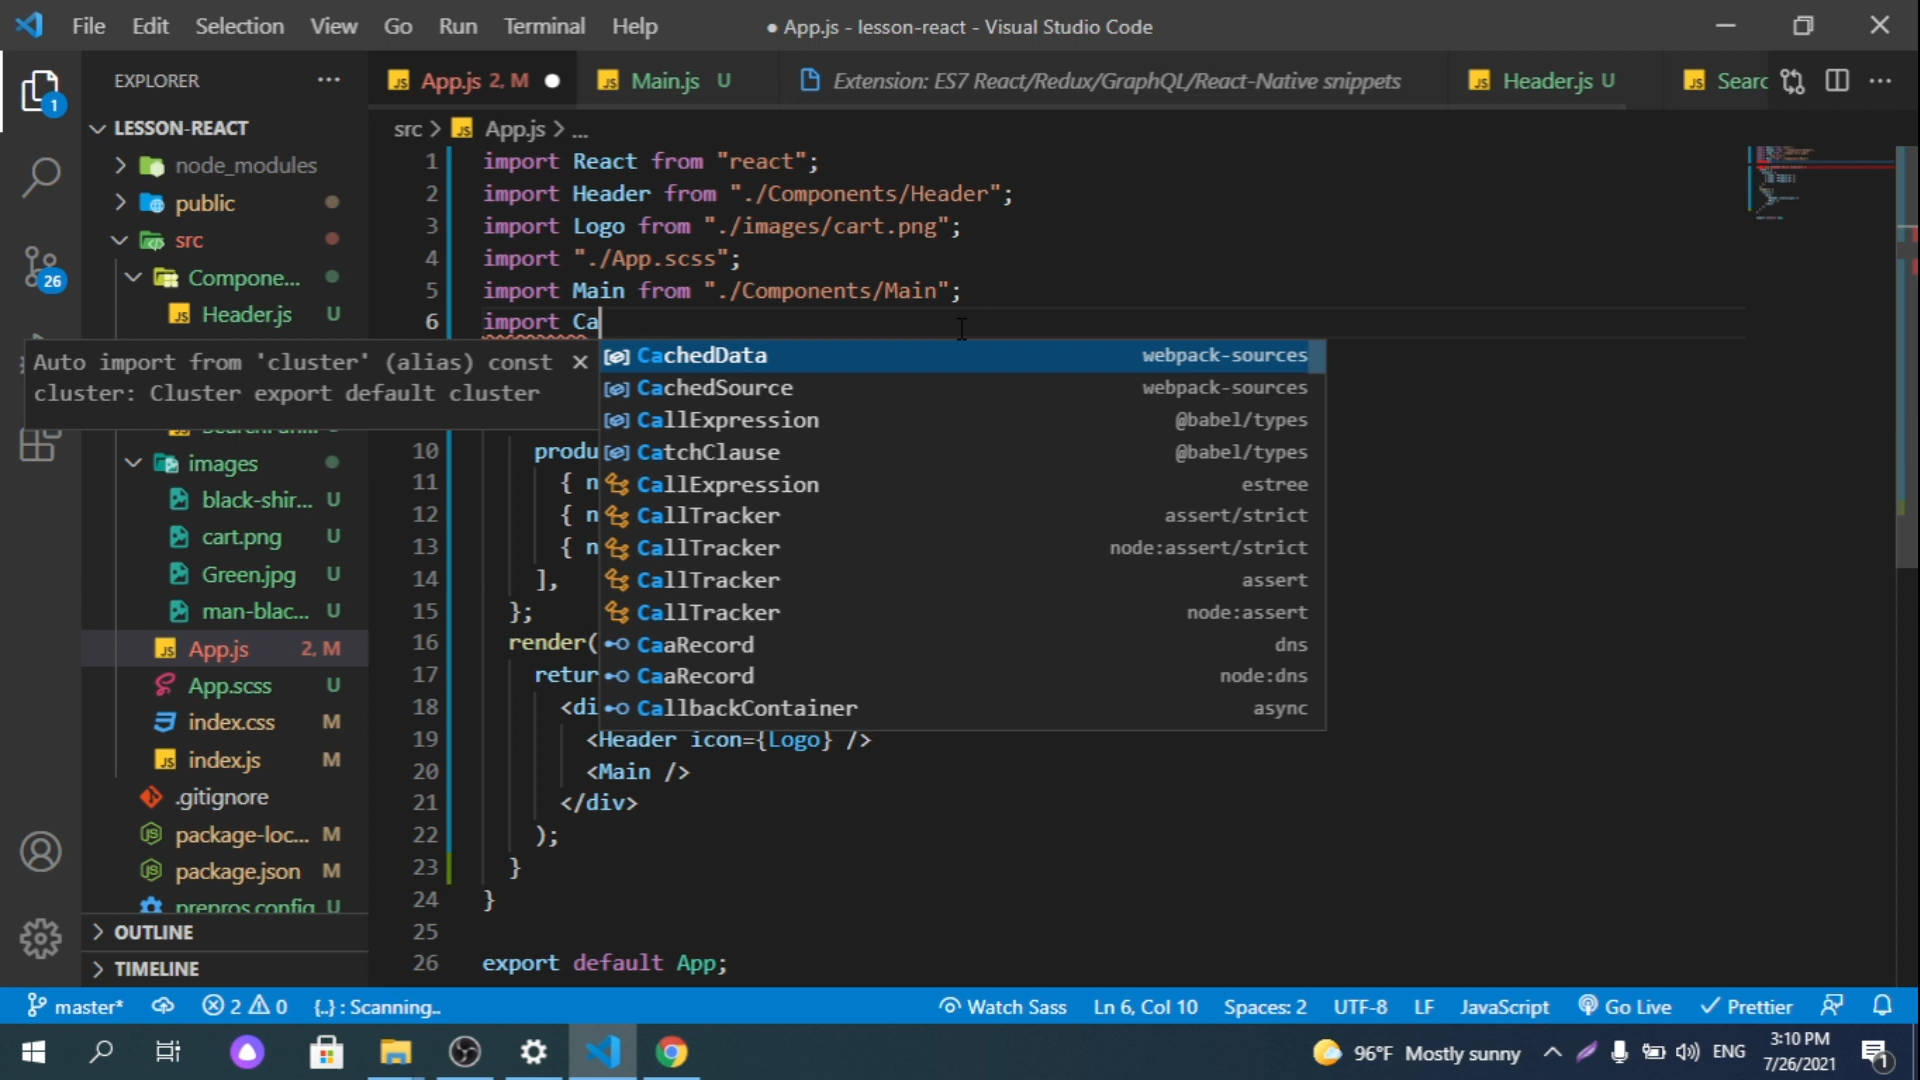 File Edit Selection View Go Run Terminal Help ● App.js - lesson-react - Visual Studio Code
EXPLORER ···
App.js 2, M ●
Main.js U
Extension: ES7 React/Redux/GraphQL/React-Native snippets
Header.js U
Searc
1
26
LESSON-REACT
node_modules
public
src
Compone...
Header.js U
images
black-shir... U
cart.png U
Green.jpg U
man-blac... U
App.js 2, M
App.scss U
index.css M
index.js M
.gitignore
package-loc... M
package.json M
prepros.config U
OUTLINE
TIMELINE
src > App.js > ...
1 import React from "react";
2 import Header from "./Components/Header";
3 import Logo from "./images/cart.png";
4 import "./App.scss";
5 import Main from "./Components/Main";
6 import Ca
Auto import from 'cluster' (alias) const
cluster: Cluster export default cluster
CachedData webpack-sources
CachedSource webpack-sources
CallExpression @babel/types
CatchClause @babel/types
CallExpression estree
CallTracker assert/strict
CallTracker node:assert/strict
CallTracker assert
CallTracker node:assert
CaaRecord dns
CaaRecord node:dns
CallbackContainer async
10 produ
11 { n
12 { n
13 { n
14 ],
15 };
16 render(
17 retur
18 <di
19 <Header icon={Logo} />
20 <Main />
21 </div>
22 );
23 }
24 }
25
26 export default App;
master* 2 0 {..} : Scanning.. Watch Sass Ln 6, Col 10 Spaces: 2 UTF-8 LF JavaScript Go Live Prettier
96°F Mostly sunny ENG 3:10 PM
7/26/2021
1